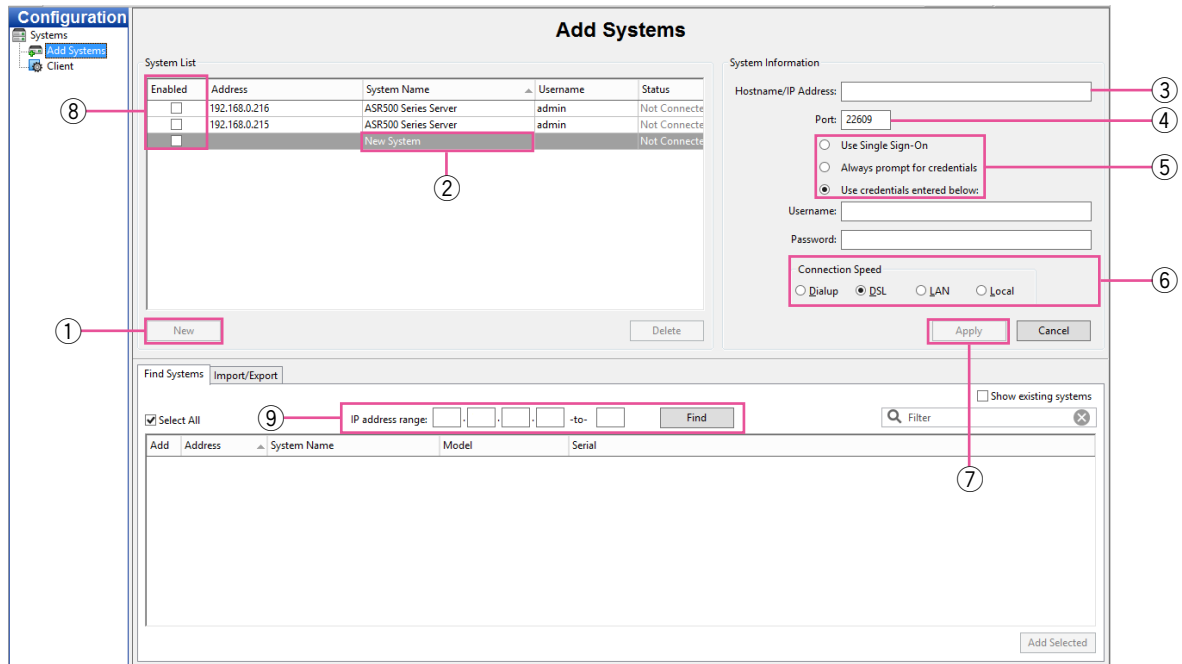 Configuration
Systems
Add Systems
Client
Add Systems
System List
Enabled Address System Name Username Status
192.168.0.216 ASR500 Series Server admin Not Connecte
192.168.0.215 ASR500 Series Server admin Not Connecte
New System Not Connecte
New Delete
System Information
Hostname/IP Address:
Port: 22609
Use Single Sign-On
Always prompt for credentials
Use credentials entered below:
Username:
Password:
Connection Speed
Dialup DSL LAN Local
Apply Cancel
Find Systems Import/Export
Show existing systems
Select All IP address range: . . . -to- Find Filter
Add Address System Name Model Serial
Add Selected
①
②
③
④
⑤
⑥
⑦
⑧
⑨